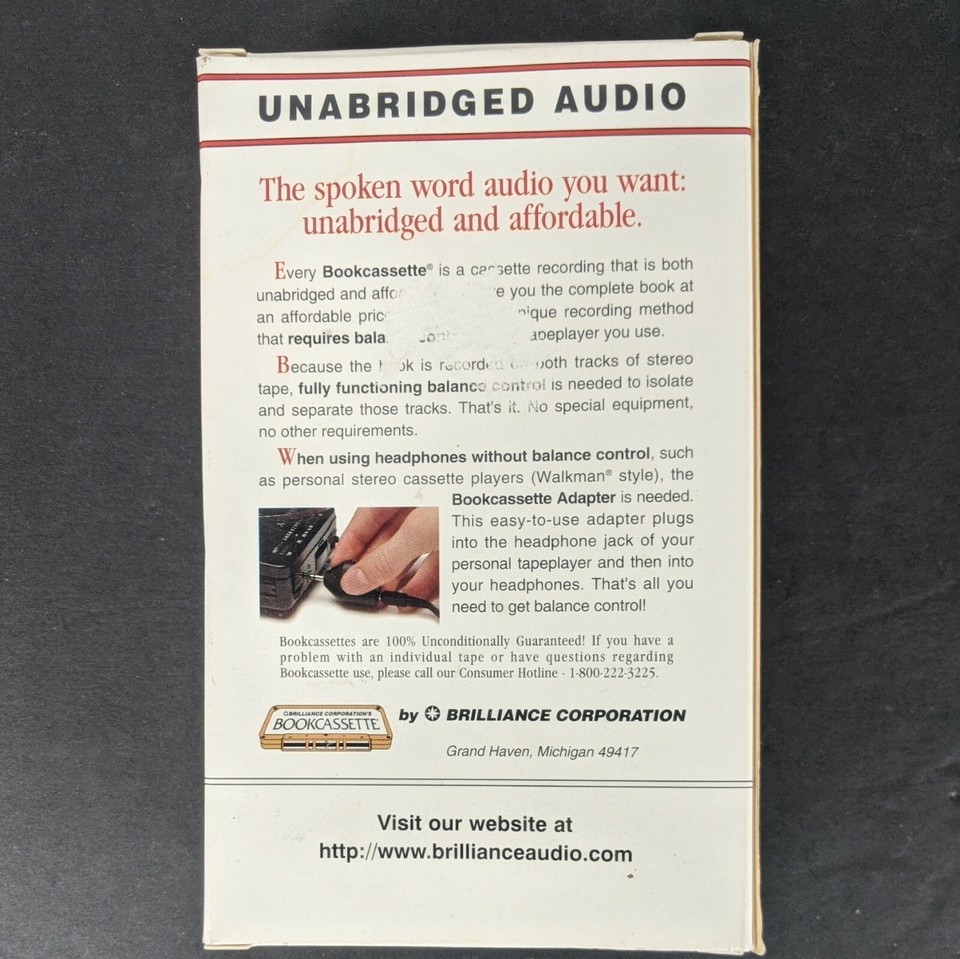 UNABRIDGED AUDIO
The spoken word audio you want:
unabridged and affordable.
Every Bookcassette® is a cassette recording that is both
unabridged and you the complete book at
an affordable recording method
that requires tapeplayer you use.
Because the book is recorded on both tracks of stereo
tape, fully functioning balance control is needed to isolate
and separate those tracks. That's it. No special equipment,
no other requirements.
When using headphones without balance control, such
as personal stereo cassette players (Walkman® style), the
Bookcassette Adapter is needed.
This easy-to-use adapter plugs
into the headphone jack of your
personal tapeplayer and then into
your headphones. That's all you
need to get balance control!
Bookcassettes are 100% Unconditionally Guaranteed! If you have a
problem with an individual tape or have questions regarding
Bookcassette use, please call our Consumer Hotline - 1-800-222-3225.
BRILLIANCE CORPORATION'S
BOOKCASSETTE®
by BRILLIANCE CORPORATION
Grand Haven, Michigan 49417
Visit our website at
http://www.brillianceaudio.com